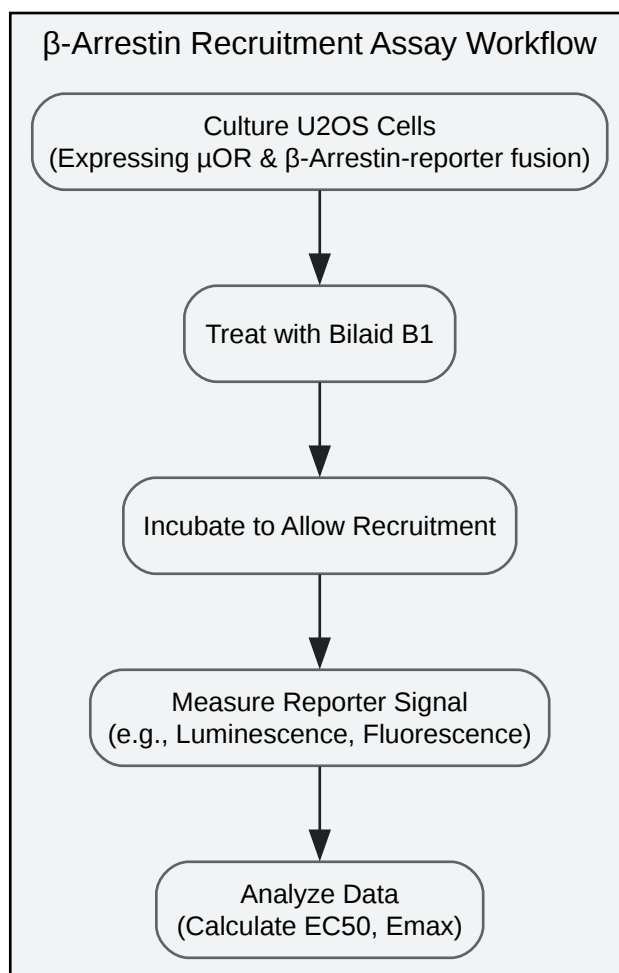 β-Arrestin Recruitment Assay Workflow
Culture U2OS Cells
(Expressing µOR & β-Arrestin-reporter fusion)
Treat with Bilaid B1
Incubate to Allow Recruitment
Measure Reporter Signal
(e.g., Luminescence, Fluorescence)
Analyze Data
(Calculate EC50, Emax)